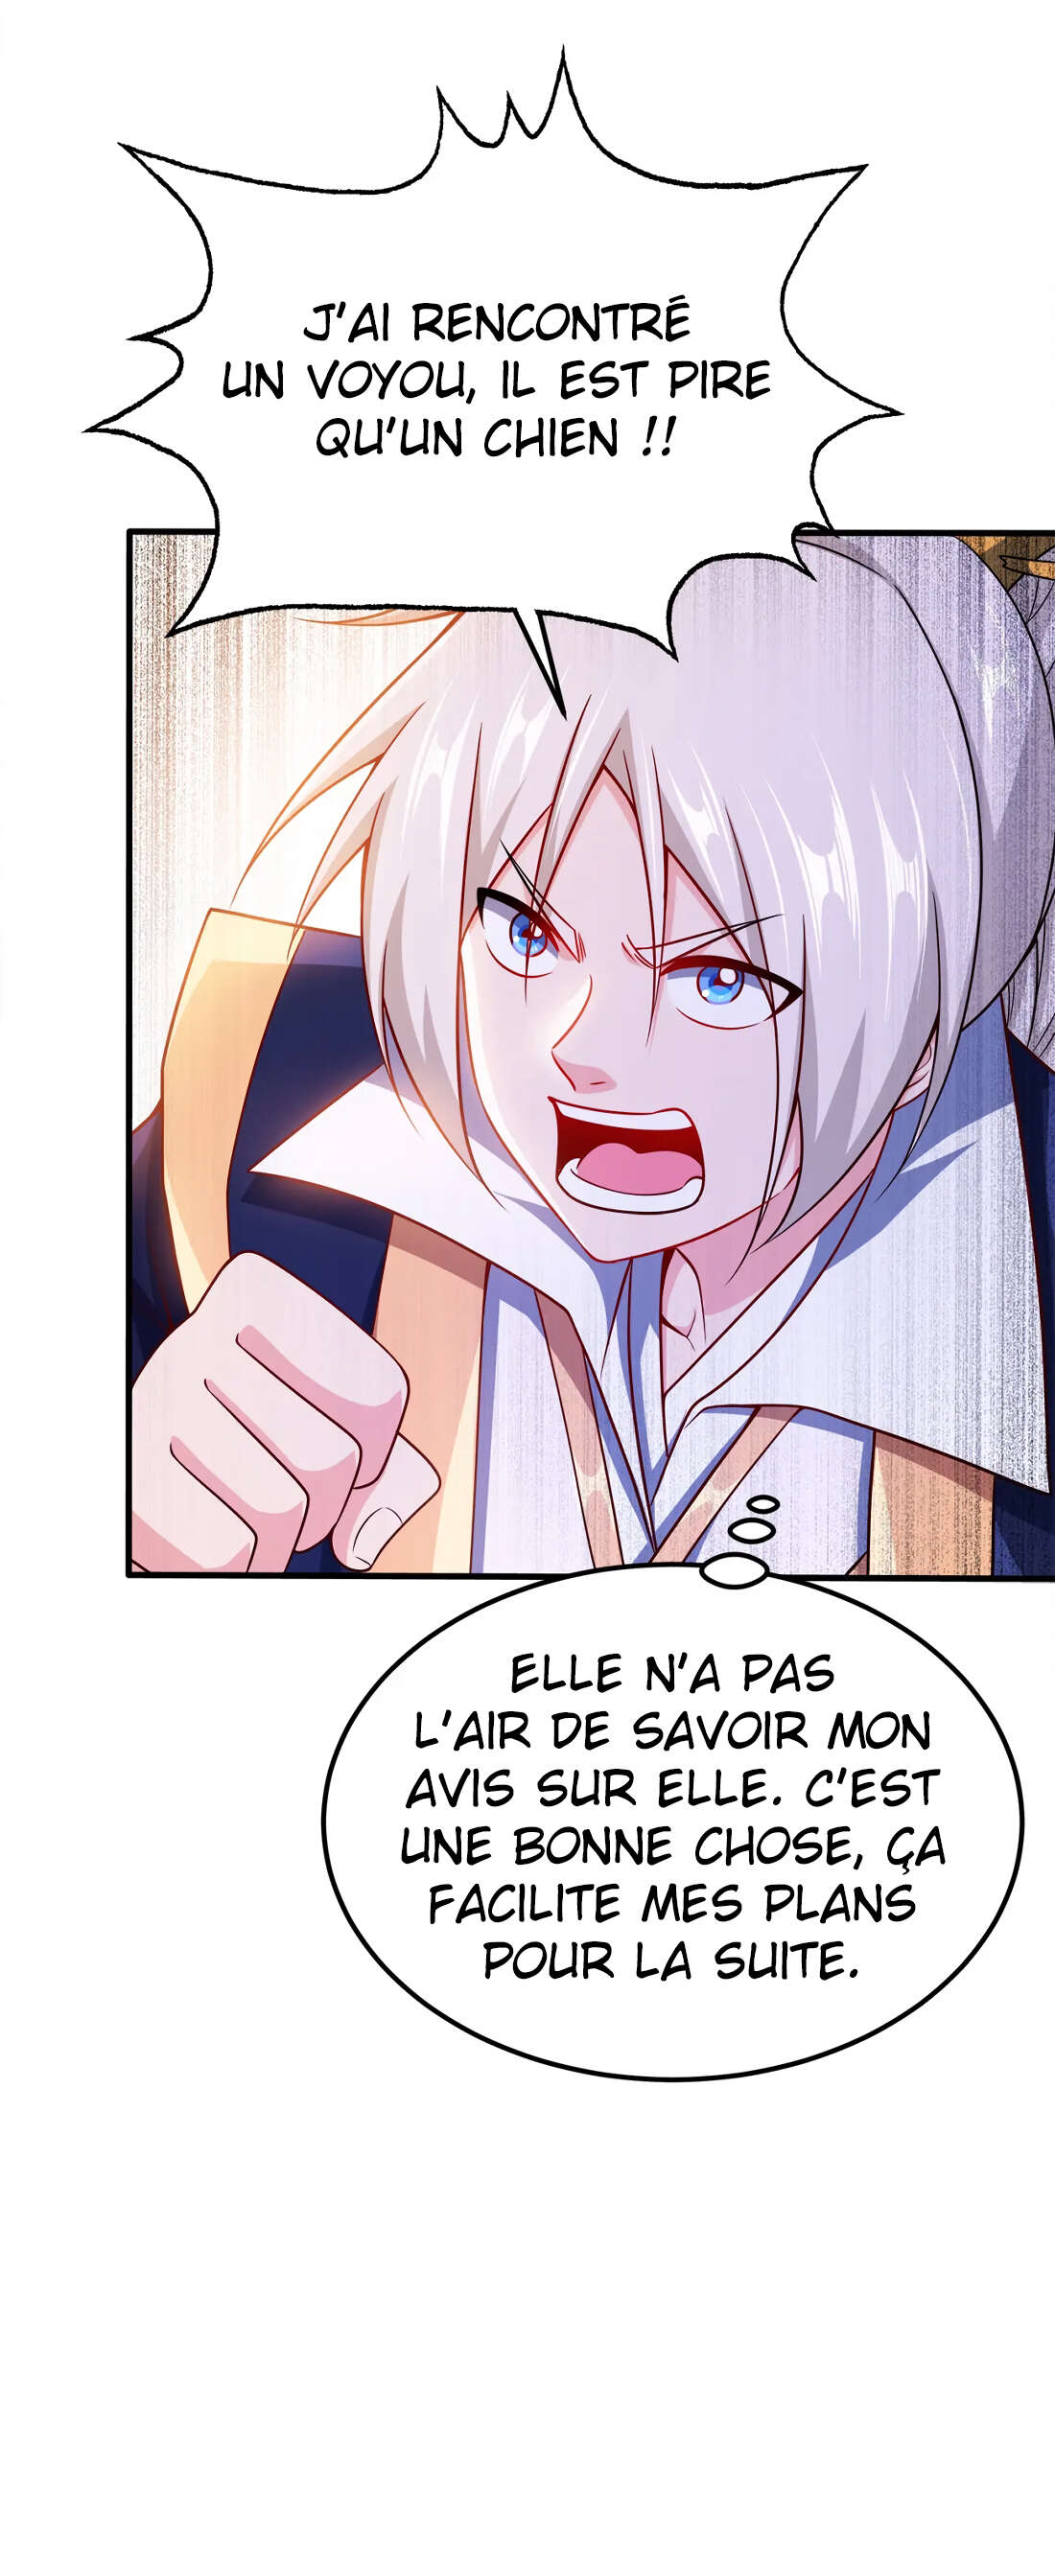 J'AI RENCONTRÉ
UN VOYOU, IL EST PIRE
QU'UN CHIEN !!
ELLE N'A PAS
L'AIR DE SAVOIR MON
AVIS SUR ELLE. C'EST
UNE BONNE CHOSE, ÇA
FACILITE MES PLANS
POUR LA SUITE.